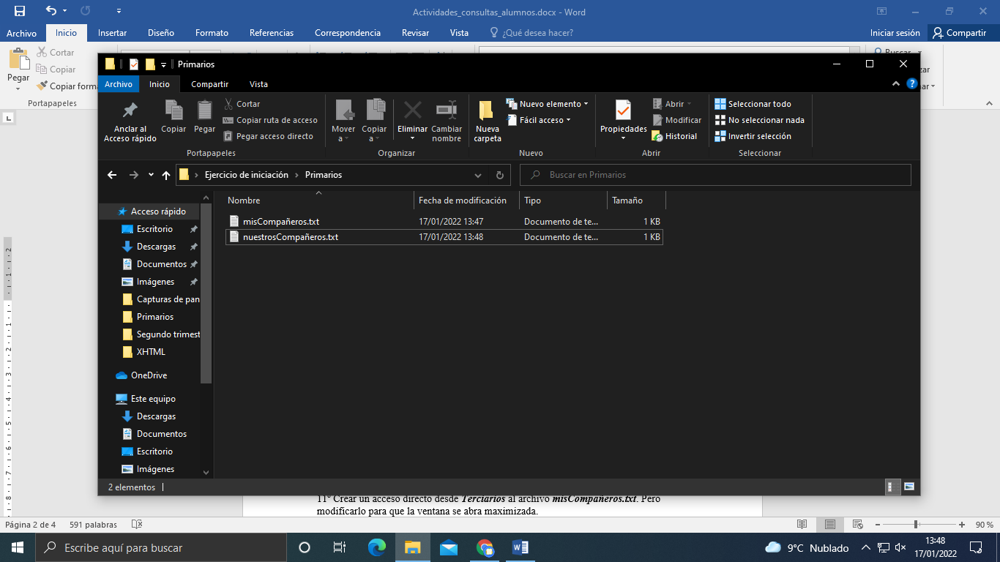 Actividades_consultas_alumnos.docx - Word
Archivo Inicio Insertar Diseño Formato Referencias Correspondencia Revisar Vista ¿Qué desea hacer? Iniciar sesión Compartir
Pegar
Cortar
Copiar
Copiar forma
Portapapeles
Buscar
Primarios
Archivo Inicio Compartir Vista
Anclar al
Acceso rápido
Copiar
Pegar
Cortar
Copiar ruta de acceso
Pegar acceso directo
Portapapeles
Mover
a
Copiar
a
Eliminar
Cambiar
nombre
Organizar
Nueva
carpeta
Nuevo elemento
Fácil acceso
Nuevo
Propiedades
Abrir
Modificar
Historial
Abrir
Seleccionar todo
No seleccionar nada
Invertir selección
Seleccionar
Ejercicio de iniciación › Primarios
Buscar en Primarios
Acceso rápido
Escritorio
Descargas
Documentos
Imágenes
Capturas de pan
Primarios
Segundo trimest
XHTML
OneDrive
Este equipo
Descargas
Documentos
Escritorio
Imágenes
Nombre Fecha de modificación Tipo Tamaño
misCompañeros.txt 17/01/2022 13:47 Documento de te... 1 KB
nuestrosCompañeros.txt 17/01/2022 13:48 Documento de te... 1 KB
2 elementos
11º Crear un acceso directo desde Terciarios al archivo misCompañeros.txt. Pero
modificarlo para que la ventana se abra maximizada.
Página 2 de 4 591 palabras 90 %
Escribe aquí para buscar
9°C Nublado
13:48
17/01/2022